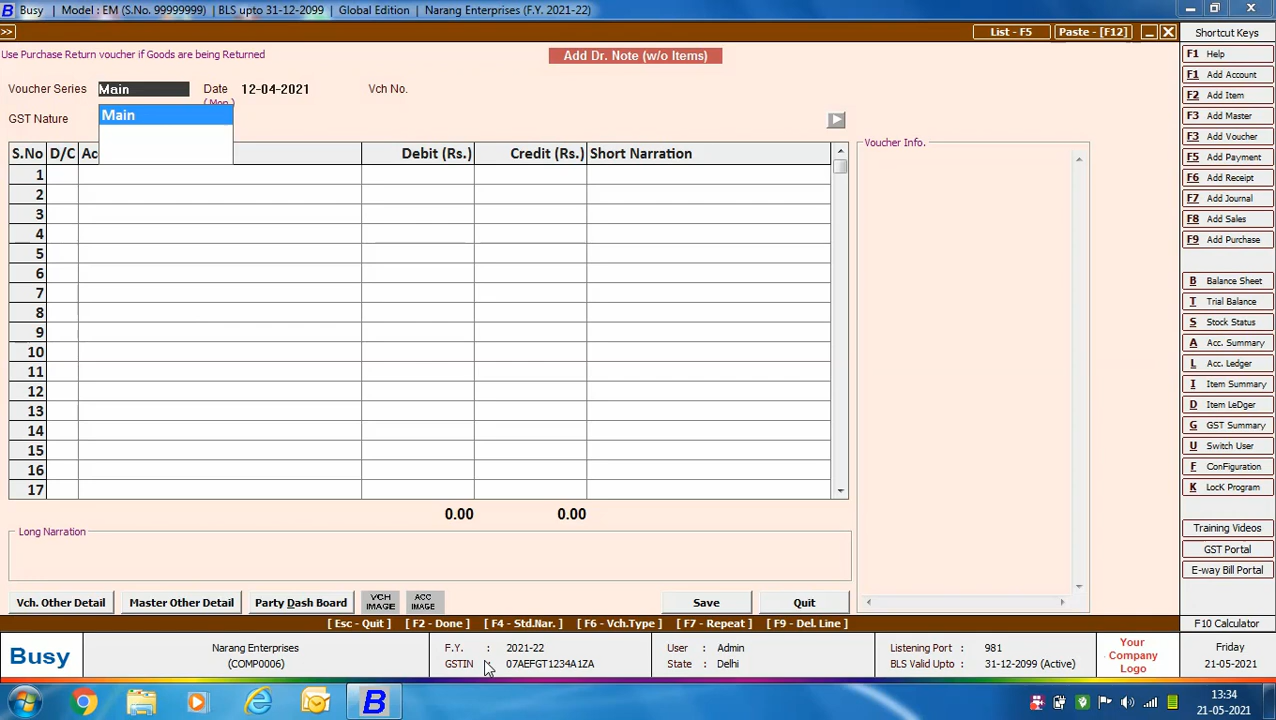 Busy | Model : EM (S.No. 99999999) | BLS upto 31-12-2099 | Global Edition | Narang Enterprises (F.Y. 2021-22)
>> List - F5 Paste - [F12]
Use Purchase Return voucher if Goods are being Returned
Add Dr. Note (w/o Items)
Voucher Series Main Date 12-04-2021 Vch No.
( Mon )
Main
GST Nature
S.No D/C Ac Debit (Rs.) Credit (Rs.) Short Narration
1
2
3
4
5
6
7
8
9
10
11
12
13
14
15
16
17
0.00 0.00
Long Narration
Voucher Info.
Vch. Other Detail Master Other Detail Party Dash Board VCH IMAGE ACC IMAGE Save Quit
[ Esc - Quit ] [ F2 - Done ] [ F4 - Std.Nar. ] [ F6 - Vch.Type ] [ F7 - Repeat ] [ F9 - Del. Line ]
Shortcut Keys
F1 Help
F1 Add Account
F2 Add Item
F3 Add Master
F3 Add Voucher
F5 Add Payment
F6 Add Receipt
F7 Add Journal
F8 Add Sales
F9 Add Purchase
B Balance Sheet
T Trial Balance
S Stock Status
A Acc. Summary
L Acc. Ledger
I Item Summary
D Item LeDger
G GST Summary
U Switch User
F ConFiguration
K LocK Program
Training Videos
GST Portal
E-way Bill Portal
F10 Calculator
Busy
Narang Enterprises
(COMP0006)
F.Y. : 2021-22
GSTIN : 07AEFGT1234A1ZA
User : Admin
State : Delhi
Listening Port : 981
BLS Valid Upto : 31-12-2099 (Active)
Your
Company
Logo
Friday
21-05-2021
B
13:34
21-05-2021